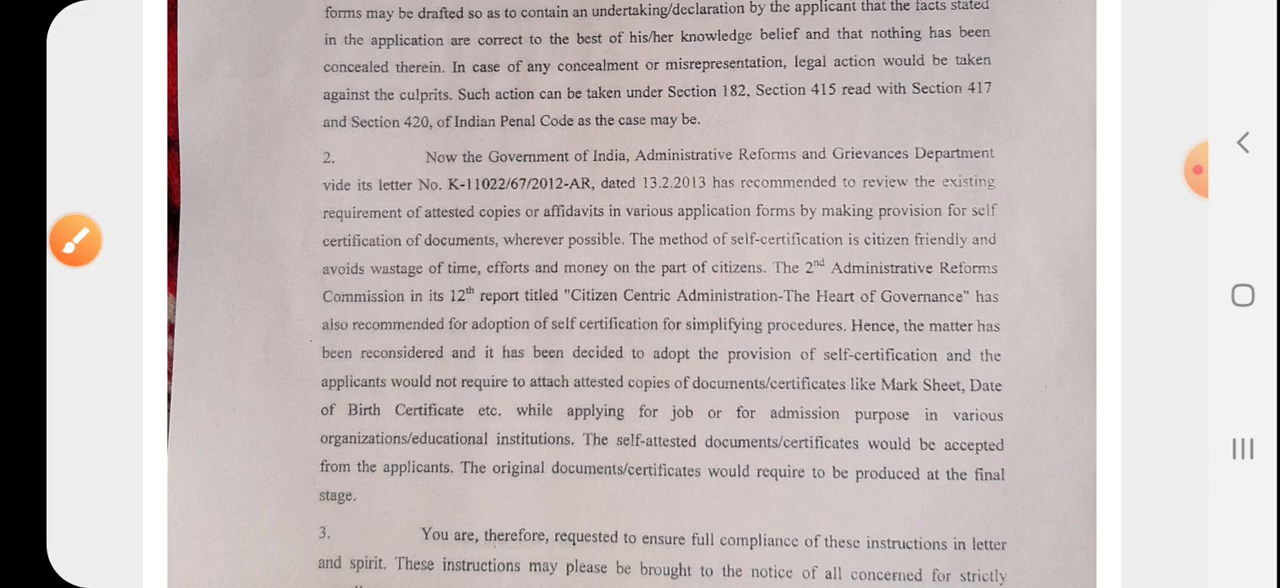 forms may be drafted so as to contain an undertaking/declaration by the applicant that the facts stated
in the application are correct to the best of his/her knowledge belief and that nothing has been
concealed therein. In case of any concealment or misrepresentation, legal action would be taken
against the culprits. Such action can be taken under Section 182, Section 415 read with Section 417
and Section 420, of Indian Penal Code as the case may be.
2. Now the Government of India, Administrative Reforms and Grievances Department
vide its letter No. K-11022/67/2012-AR, dated 13.2.2013 has recommended to review the existing
requirement of attested copies or affidavits in various application forms by making provision for self
certification of documents, wherever possible. The method of self-certification is citizen friendly and
avoids wastage of time, efforts and money on the part of citizens. The 2nd Administrative Reforms
Commission in its 12th report titled "Citizen Centric Administration-The Heart of Governance" has
also recommended for adoption of self certification for simplifying procedures. Hence, the matter has
been reconsidered and it has been decided to adopt the provision of self-certification and the
applicants would not require to attach attested copies of documents/certificates like Mark Sheet, Date
of Birth Certificate etc. while applying for job or for admission purpose in various
organizations/educational institutions. The self-attested documents/certificates would be accepted
from the applicants. The original documents/certificates would require to be produced at the final
stage.
3. You are, therefore, requested to ensure full compliance of these instructions in letter
and spirit. These instructions may please be brought to the notice of all concerned for strictly